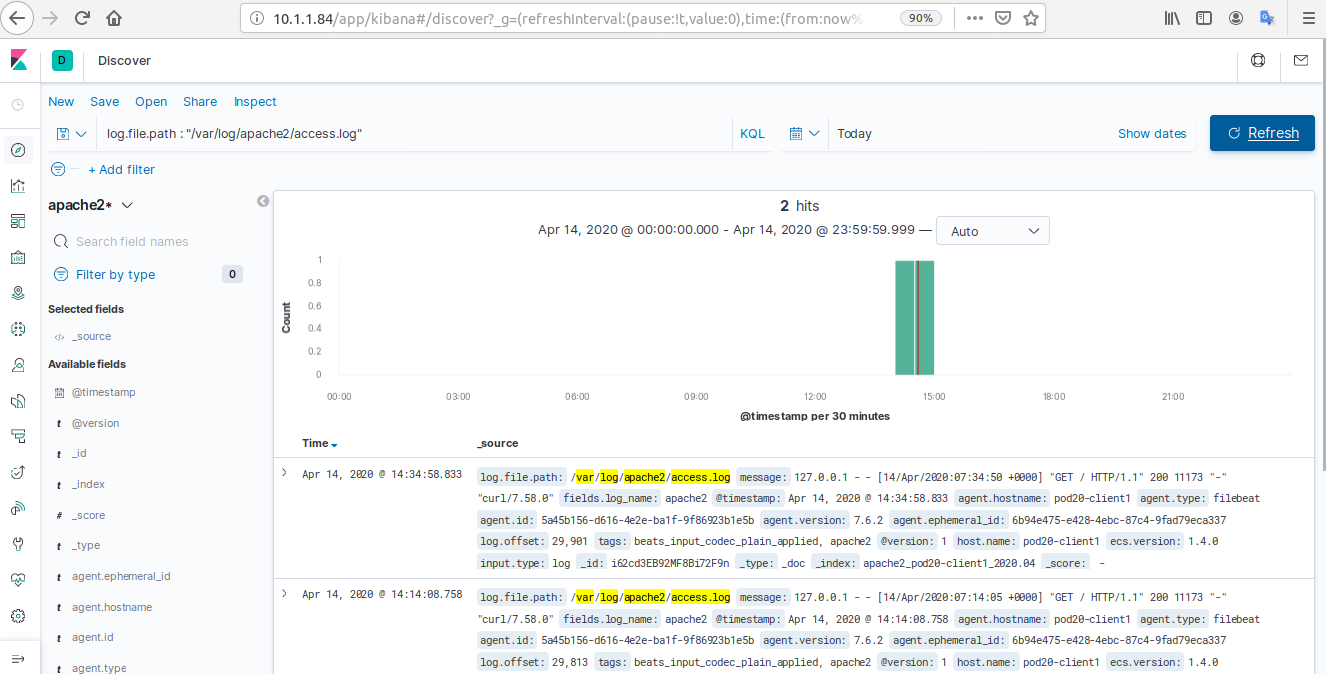 10.1.1.84/app/kibana#/discover?_g=(refreshInterval:(pause:!t,value:0),time:(from:now%
90%
D
Discover
New Save Open Share Inspect
log.file.path : "/var/log/apache2/access.log"
KQL
Today
Show dates
Refresh
+ Add filter
apache2*
Search field names
Filter by type
0
Selected fields
_source
Available fields
@timestamp
t @version
t _id
t _index
# _score
t _type
t agent.ephemeral_id
t agent.hostname
t agent.id
t agent.type
2 hits
Apr 14, 2020 @ 00:00:00.000 - Apr 14, 2020 @ 23:59:59.999 —
Auto
Count
1
0.8
0.6
0.4
0.2
0
00:00 03:00 06:00 09:00 12:00 15:00 18:00 21:00
@timestamp per 30 minutes
Time _source
Apr 14, 2020 @ 14:34:58.833
log.file.path: /var/log/apache2/access.log message: 127.0.0.1 - - [14/Apr/2020:07:34:50 +0000] "GET / HTTP/1.1" 200 11173 "-"
"curl/7.58.0" fields.log_name: apache2 @timestamp: Apr 14, 2020 @ 14:34:58.833 agent.hostname: pod20-client1 agent.type: filebeat
agent.id: 5a45b156-d616-4e2e-ba1f-9f86923b1e5b agent.version: 7.6.2 agent.ephemeral_id: 6b94e475-e428-4ebc-87c4-9fad79eca337
log.offset: 29,901 tags: beats_input_codec_plain_applied, apache2 @version: 1 host.name: pod20-client1 ecs.version: 1.4.0
input.type: log _id: i62cd3EB92MF8Bi72F9n _type: _doc _index: apache2_pod20-client1_2020.04 _score: -
Apr 14, 2020 @ 14:14:08.758
log.file.path: /var/log/apache2/access.log message: 127.0.0.1 - - [14/Apr/2020:07:14:05 +0000] "GET / HTTP/1.1" 200 11173 "-"
"curl/7.58.0" fields.log_name: apache2 @timestamp: Apr 14, 2020 @ 14:14:08.758 agent.hostname: pod20-client1 agent.type: filebeat
agent.id: 5a45b156-d616-4e2e-ba1f-9f86923b1e5b agent.version: 7.6.2 agent.ephemeral_id: 6b94e475-e428-4ebc-87c4-9fad79eca337
log.offset: 29,813 tags: beats_input_codec_plain_applied, apache2 @version: 1 host.name: pod20-client1 ecs.version: 1.4.0